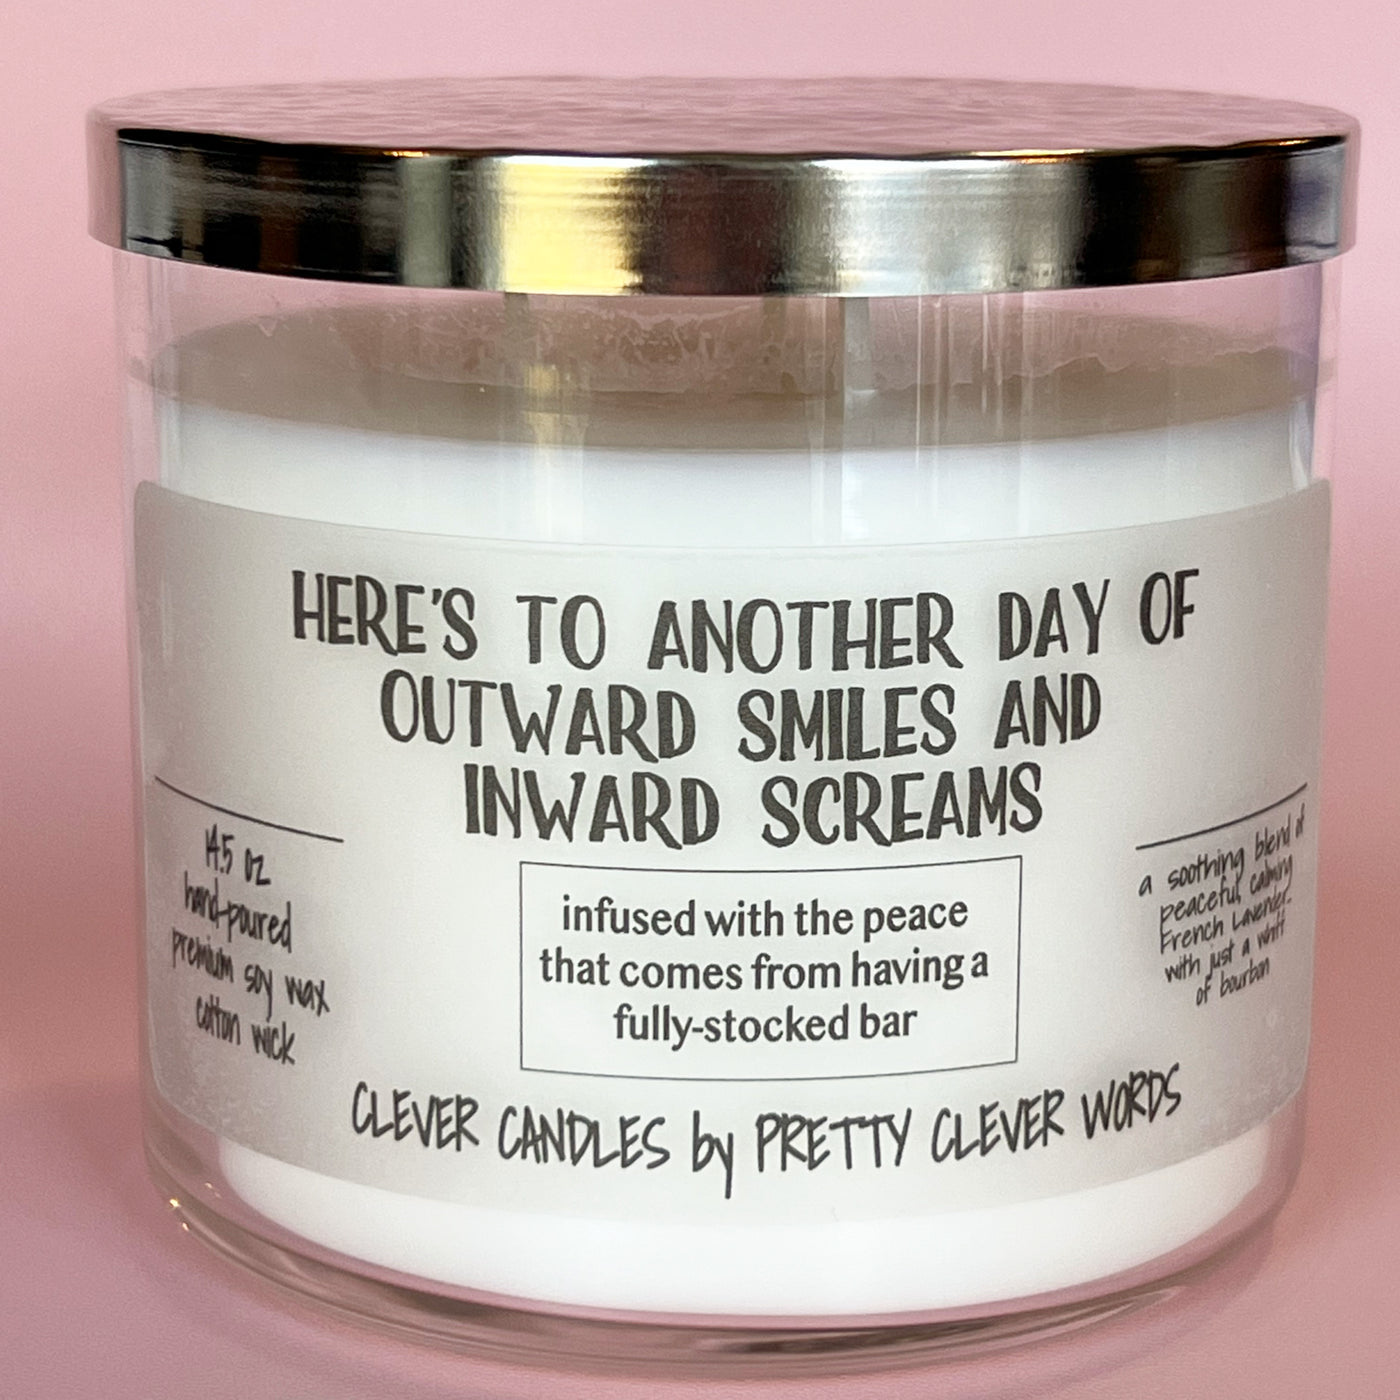 HERE'S TO ANOTHER DAY OF
OUTWARD SMILES AND
INWARD SCREAMS
infused with the peace
that comes from having a
fully-stocked bar
14.5 oz
hand-poured
premium soy wax
cotton wick
a soothing blend of
peaceful, calming
French Lavender...
with just a whiff
of bourbon
CLEVER CANDLES by PRETTY CLEVER WORDS